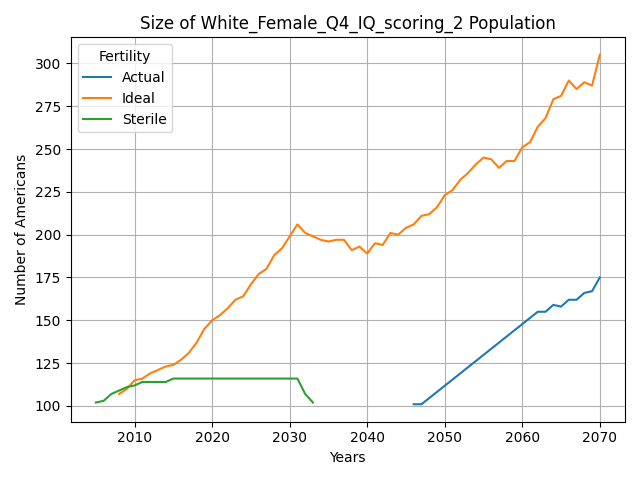 Size of White_Female_Q4_IQ_scoring_2 Population
Fertility
Actual
Ideal
Sterile
Number of Americans
300
275
250
225
200
175
150
125
100
2010 2020 2030 2040 2050 2060 2070
Years